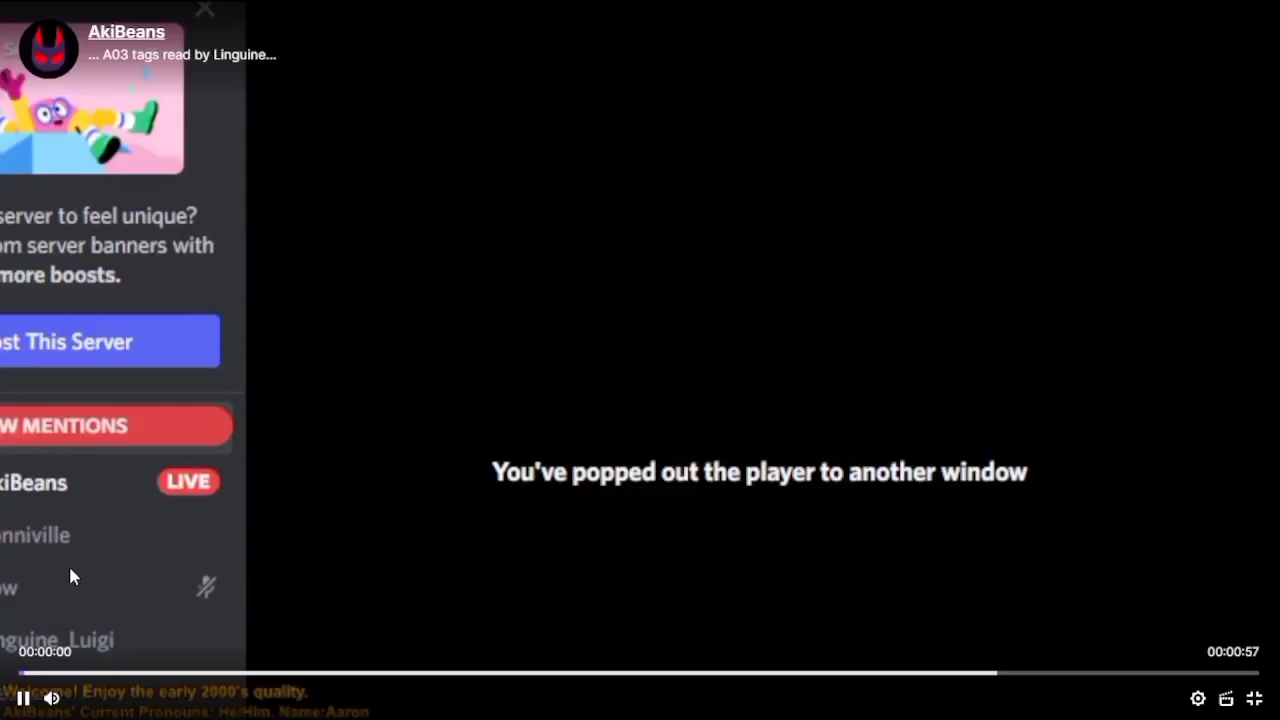 AkiBeans
... A03 tags read by Linguine...
server to feel unique?
om server banners with
more boosts.
ost This Server
W MENTIONS
kiBeans
LIVE
You've popped out the player to another window
onniville
ow
nguine_Luigi
00:00:00
00:00:57
Welcome! Enjoy the early 2000's quality.
AkiBeans' Current Pronouns: He/Him, Name:Aaron